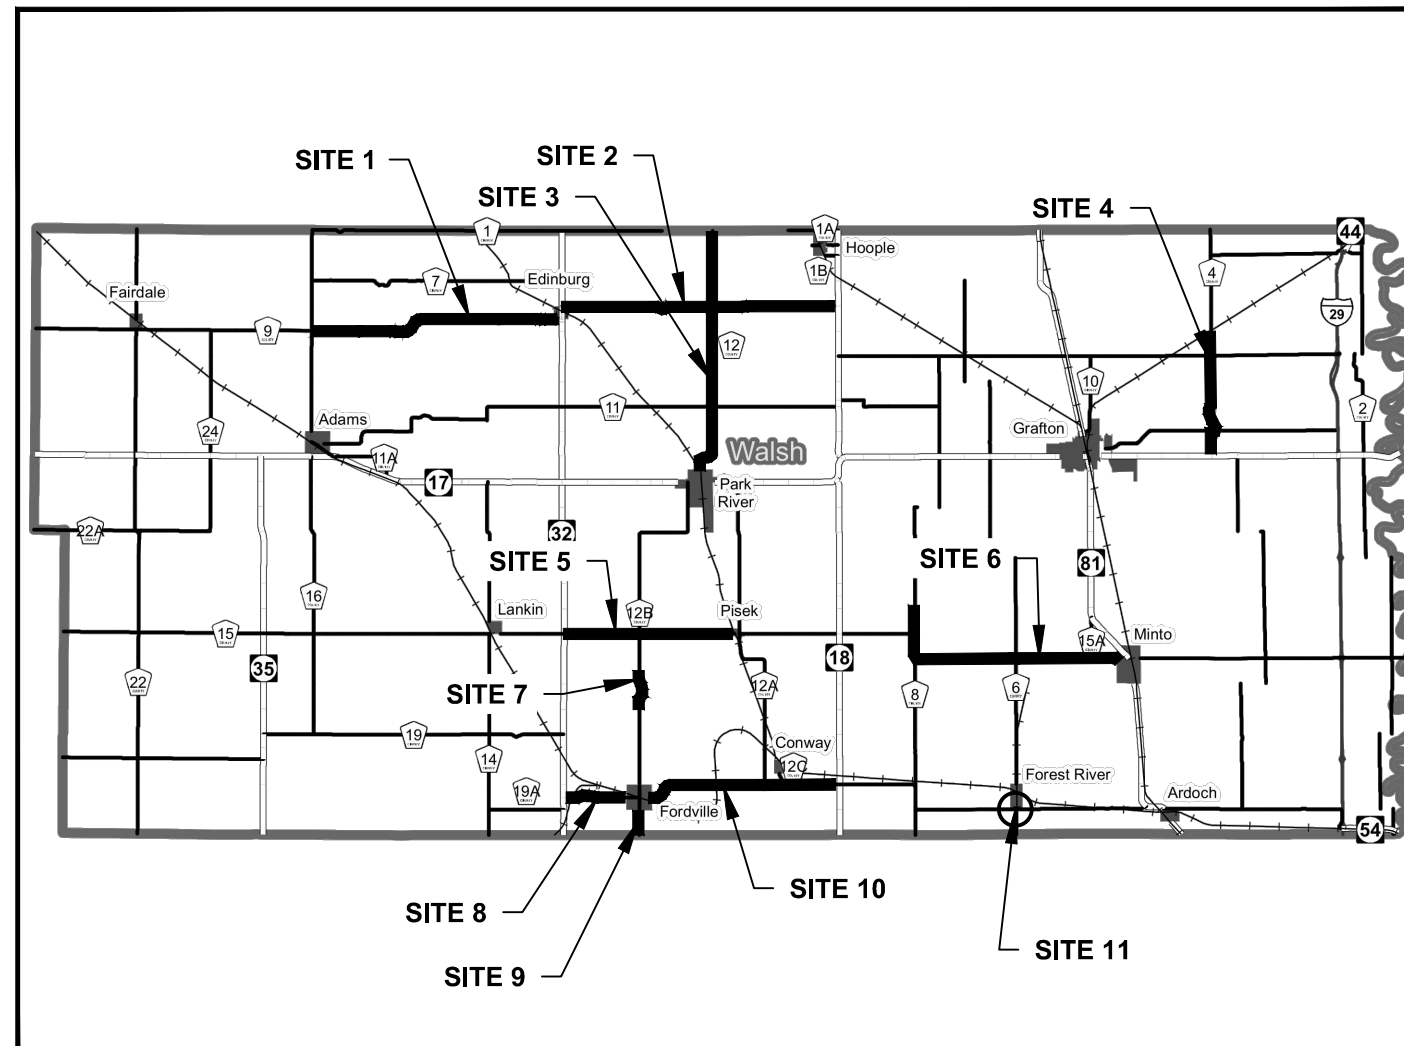 SITE 1
SITE 2
SITE 3
SITE 4
44
1
1A
Hoople
1B
7
Edinburg
4
Fairdale
29
9
12
10
11
2
Adams
24
Grafton
11A
Walsh
17
Park
River
22A
32
SITE 5
SITE 6
81
16
Lankin
12B
Pisek
15
15A
Minto
35
18
22
SITE 7
12A
8
6
19
14
Conway
12C
Forest River
19A
Fordville
Ardoch
54
SITE 8
SITE 10
SITE 9
SITE 11